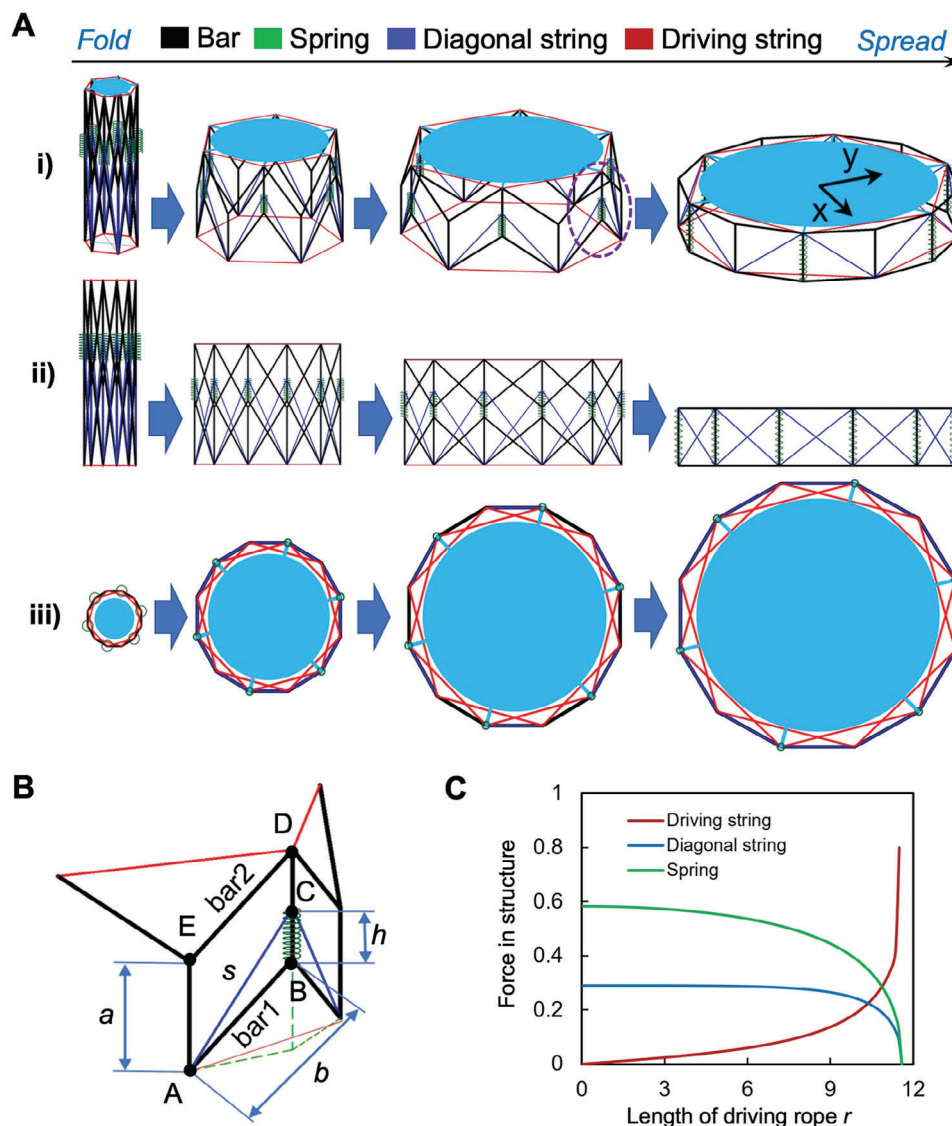 A
Fold Bar Spring Diagonal string Driving string Spread
i)
y
x
ii)
iii)
B
D
bar2
C
E
h
s
B
a
bar1
b
A
C
Force in structure
1
0.8
0.6
0.4
0.2
0
Driving string
Diagonal string
Spring
0 3 6 9 12
Length of driving rope r